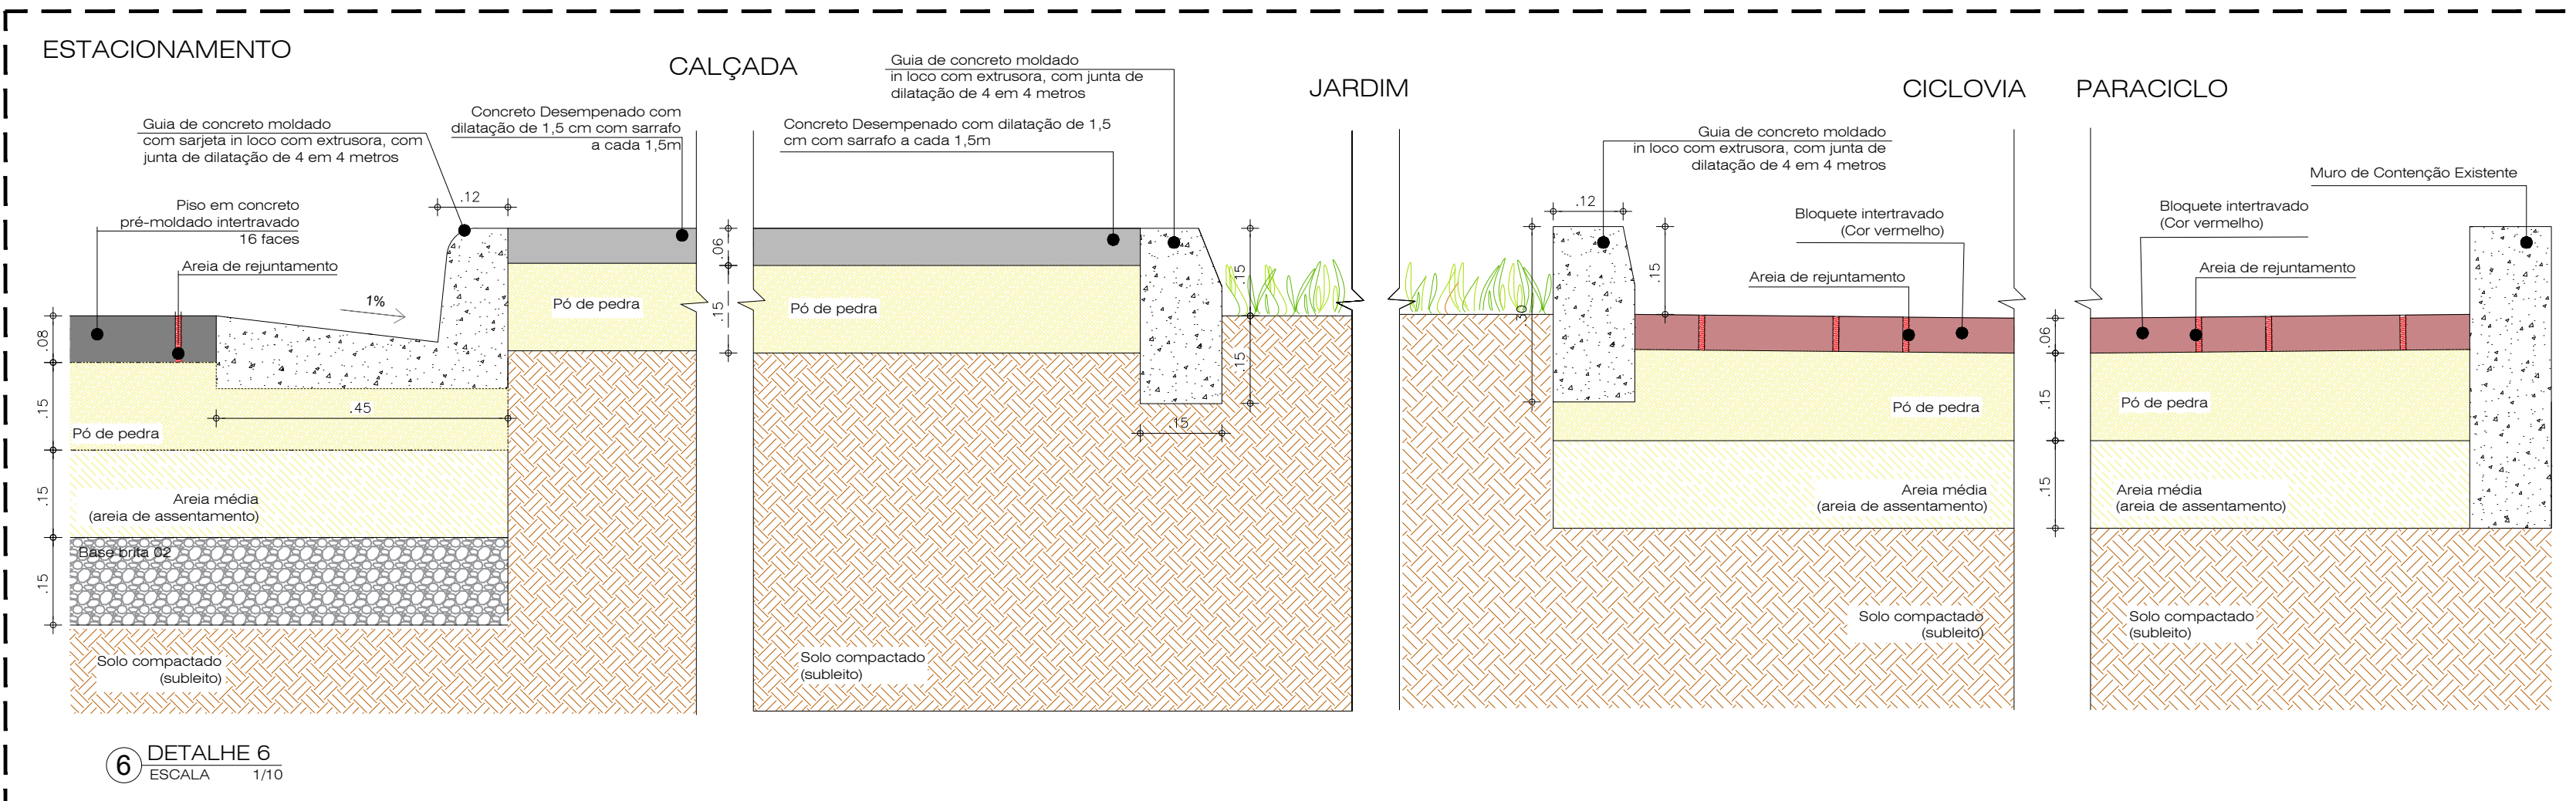 ESTACIONAMENTO
CALÇADA
JARDIM
CICLOVIA
PARACICLO
Guia de concreto moldado
com sarjeta in loco com extrusora, com
junta de dilatação de 4 em 4 metros
Piso em concreto
pré-moldado intertravado
16 faces
Areia de rejuntamento
1%
.12
.08
.15
.15
.15
.45
Pó de pedra
Areia média
(areia de assentamento)
Base brita 02
Solo compactado
(subleito)
Concreto Desempenado com
dilatação de 1,5 cm com sarrafo
a cada 1,5m
Pó de pedra
.06
.15
Guia de concreto moldado
in loco com extrusora, com junta de
dilatação de 4 em 4 metros
Concreto Desempenado com dilatação de 1,5
cm com sarrafo a cada 1,5m
Pó de pedra
.15
.15
.15
Solo compactado
(subleito)
Guia de concreto moldado
in loco com extrusora, com junta de
dilatação de 4 em 4 metros
.12
.30
.15
Bloquete intertravado
(Cor vermelho)
Areia de rejuntamento
Pó de pedra
Areia média
(areia de assentamento)
Solo compactado
(subleito)
.06
.15
.15
Muro de Contenção Existente
Bloquete intertravado
(Cor vermelho)
Areia de rejuntamento
Pó de pedra
Areia média
(areia de assentamento)
Solo compactado
(subleito)
6
DETALHE 6
ESCALA 1/10